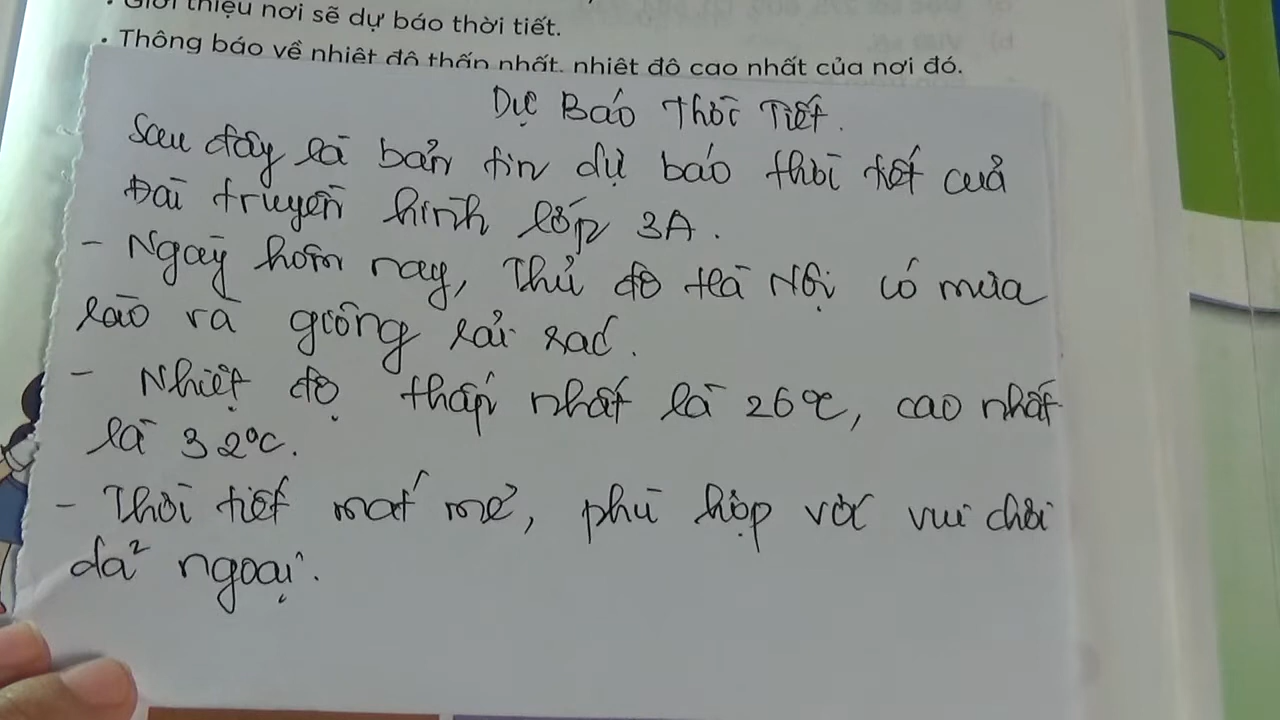 • Giới thiệu nơi sẽ dự báo thời tiết.
• Thông báo về nhiệt độ thấp nhất, nhiệt độ cao nhất của nơi đó.
Dự Báo Thời Tiết.
Sau đây là bản tin dự báo thời tiết của
Đài truyền hình lớp 3A.
- Ngày hôm nay, Thủ đô Hà Nội có mưa
rào và giông rải rác.
- Nhiệt độ thấp nhất là 26°C, cao nhất
là 32°C.
- Thời tiết mát mẻ, phù hợp với vui chơi
dã ngoại.